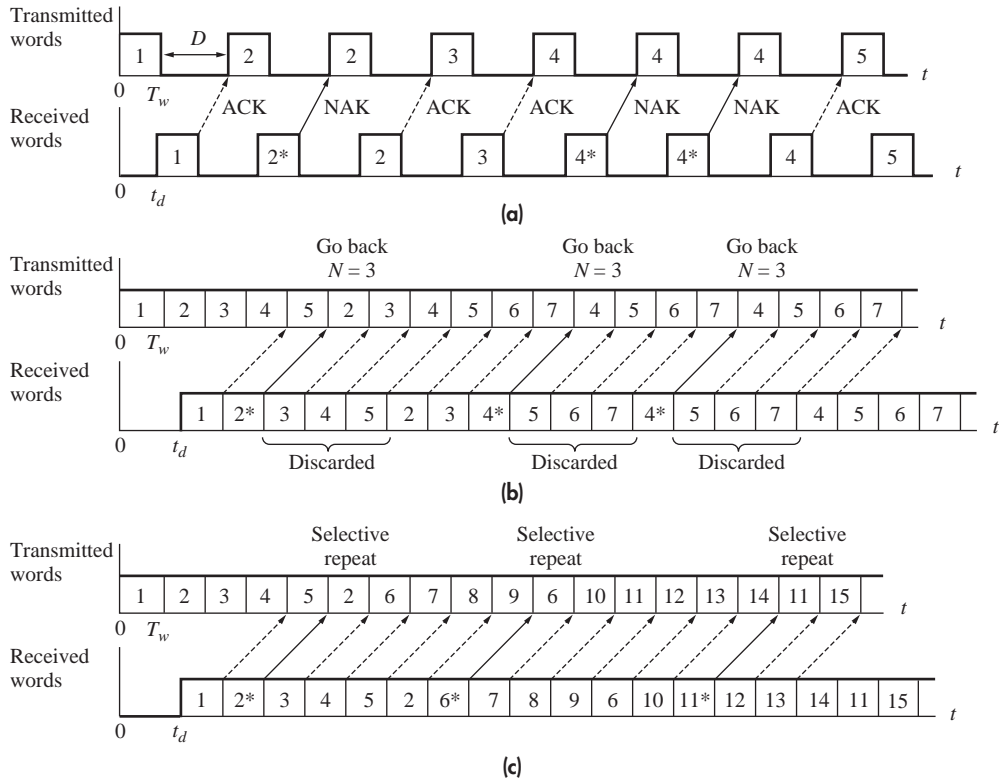 Transmitted
words
D
1 2 2 3 4 4 4 5
0 T_w t
ACK NAK ACK ACK NAK NAK ACK
Received
words
1 2* 2 3 4* 4* 4 5
0 t_d t
(a)
Go back
N = 3
Go back
N = 3
Go back
N = 3
Transmitted
words
1 2 3 4 5 2 3 4 5 6 7 4 5 6 7 4 5 6 7
0 T_w t
Received
words
1 2* 3 4 5 2 3 4* 5 6 7 4* 5 6 7 4 5 6 7
0 t_d t
Discarded Discarded Discarded
(b)
Selective
repeat
Selective
repeat
Selective
repeat
Transmitted
words
1 2 3 4 5 2 6 7 8 9 6 10 11 12 13 14 11 15
0 T_w t
Received
words
1 2* 3 4 5 2 6* 7 8 9 6 10 11* 12 13 14 11 15
0 t_d t
(c)